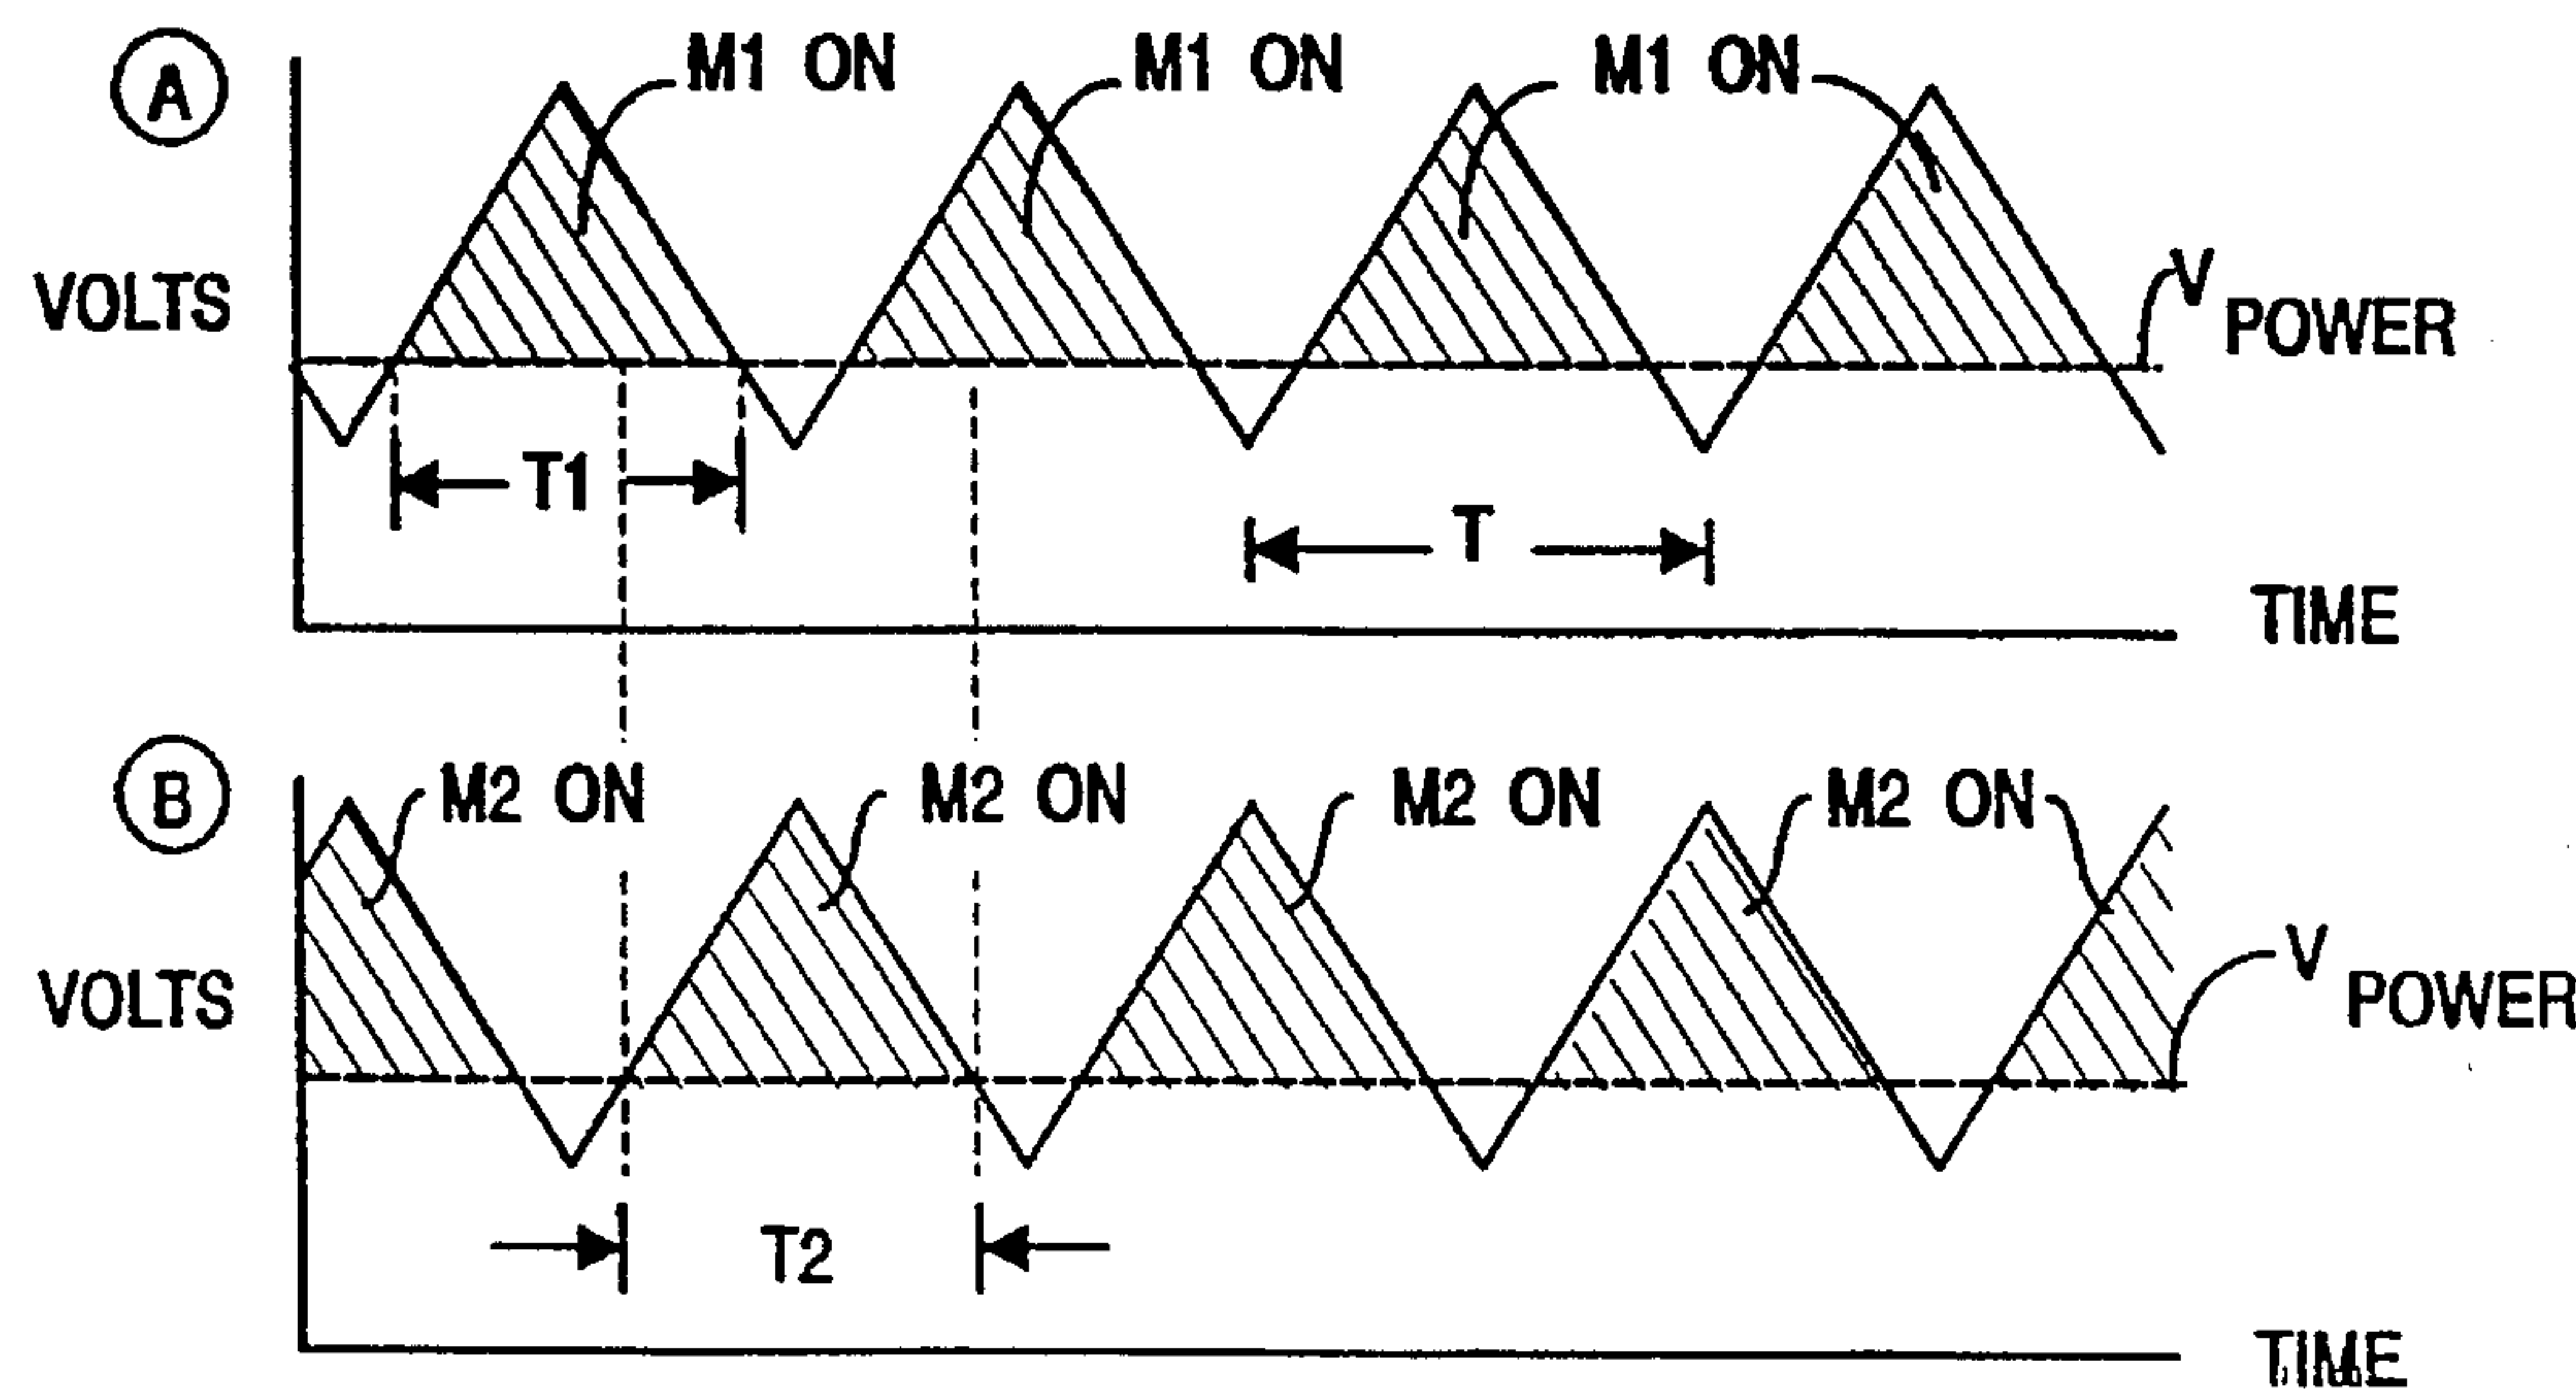 A
M1 ON
M1 ON
M1 ON
VOLTS
V POWER
T1
T
TIME
B
M2 ON
M2 ON
M2 ON
M2 ON
VOLTS
V POWER
T2
TIME